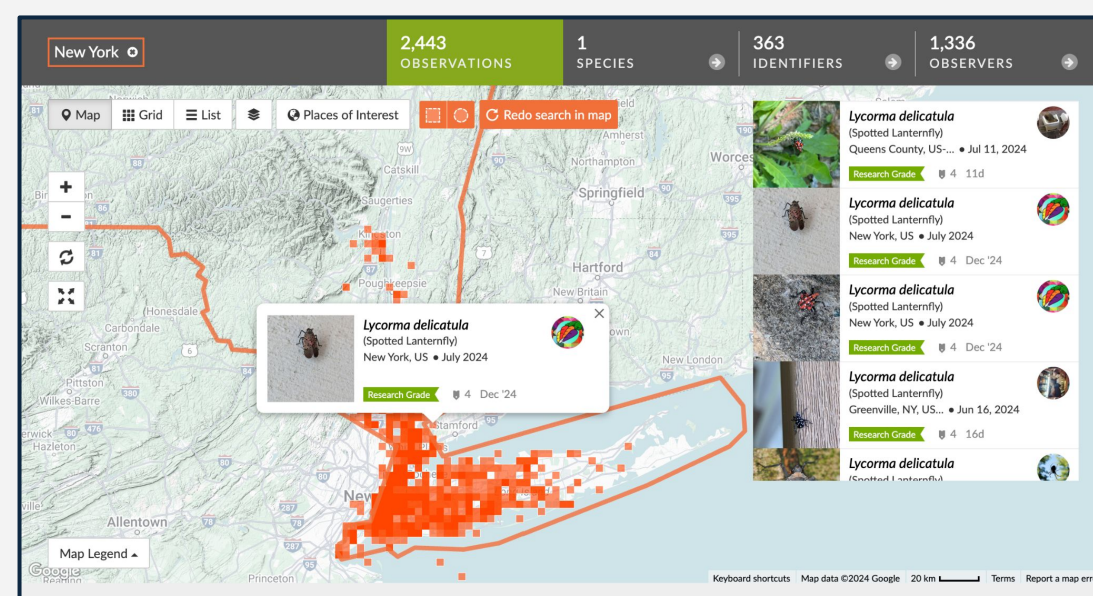 New York
2,443
OBSERVATIONS
1
SPECIES
363
IDENTIFIERS
1,336
OBSERVERS
Map
Grid
List
Places of Interest
Redo search in map
+
−
Amherst
Northampton
Springfield
Catskill
Saugerties
Poughkeepsie
Hartford
New Britain
New London
Honesdale
Carbondale
Scranton
Pittston
Wilkes-Barre
Hazleton
Stamford
Allentown
Princeton
Reading
Lycorma delicatula
(Spotted Lanternfly)
New York, US • July 2024
Research Grade 4 Dec '24
Lycorma delicatula
(Spotted Lanternfly)
Queens County, US-... • Jul 11, 2024
Research Grade 4 11d
Lycorma delicatula
(Spotted Lanternfly)
New York, US • July 2024
Research Grade 4 Dec '24
Lycorma delicatula
(Spotted Lanternfly)
New York, US • July 2024
Research Grade 4 Dec '24
Lycorma delicatula
(Spotted Lanternfly)
Greenville, NY, US... • Jun 16, 2024
Research Grade 4 16d
Lycorma delicatula
Map Legend
Google
Keyboard shortcuts Map data ©2024 Google 20 km Terms Report a map